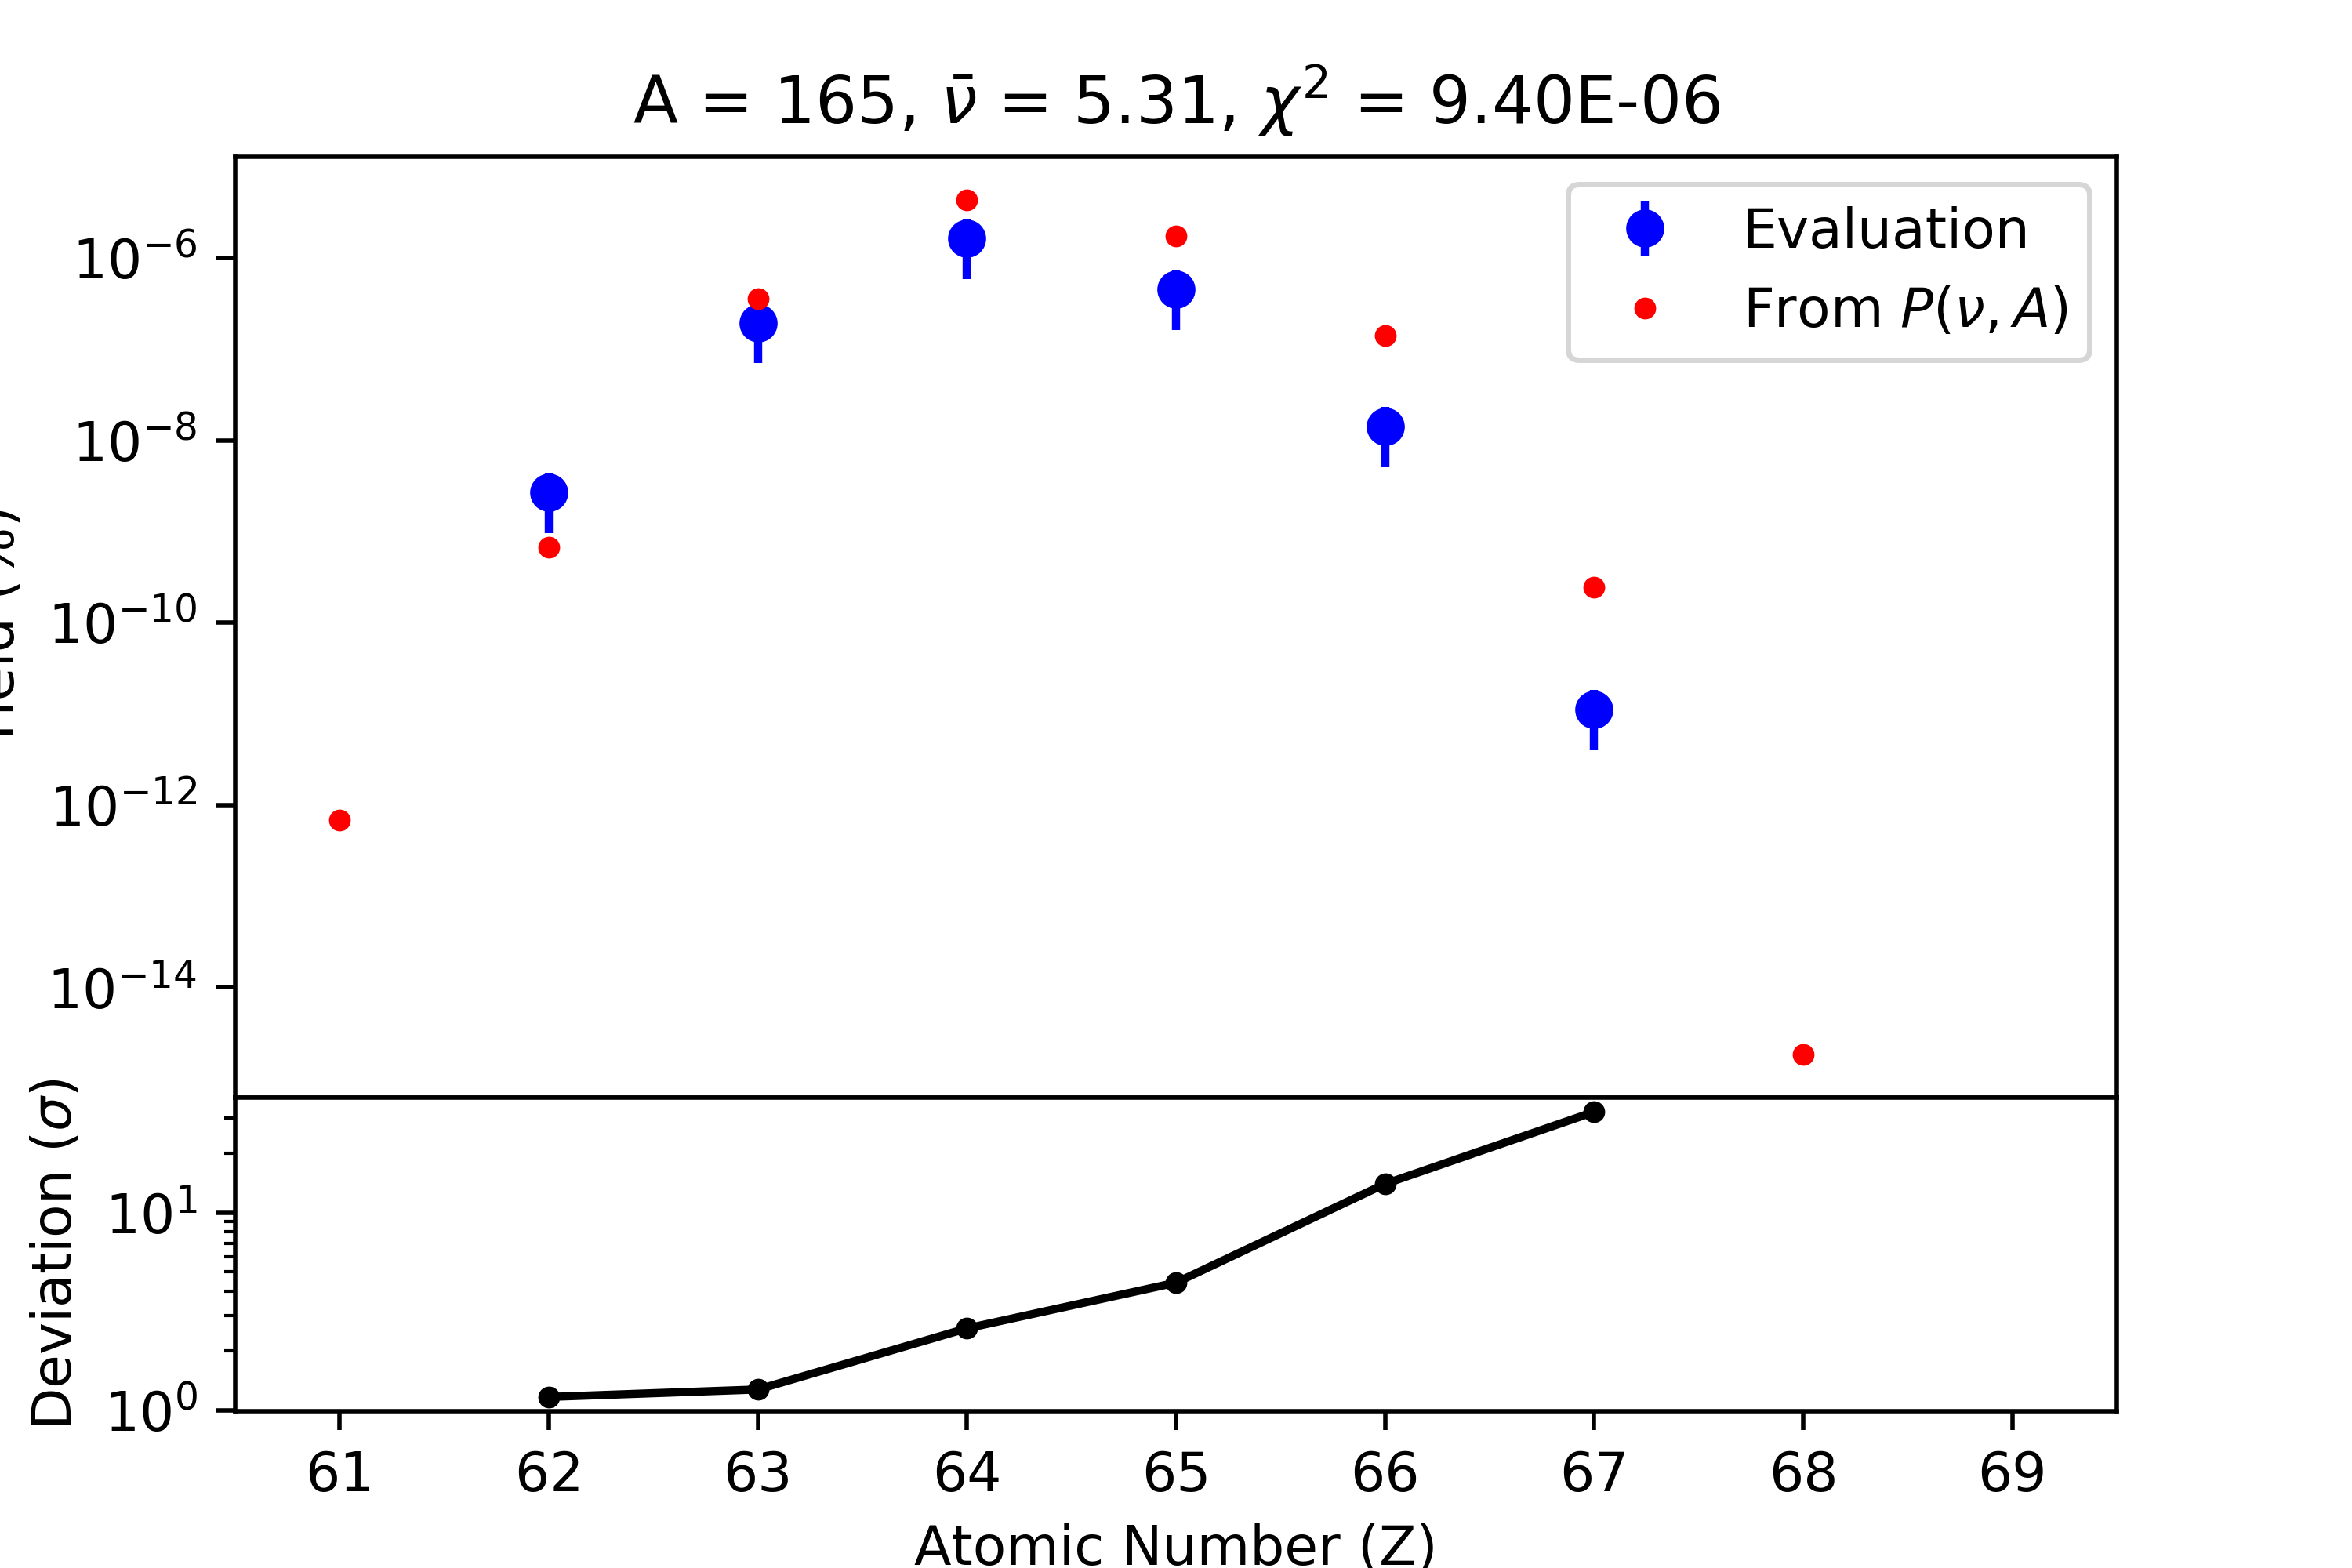 A = 165, ν̄ = 5.31, χ² = 9.40E-06
Evaluation
From P(ν, A)
10⁻⁶
10⁻⁸
10⁻¹⁰
10⁻¹²
10⁻¹⁴
Yield (%)
Deviation (σ)
10¹
10⁰
61 62 63 64 65 66 67 68 69
Atomic Number (Z)